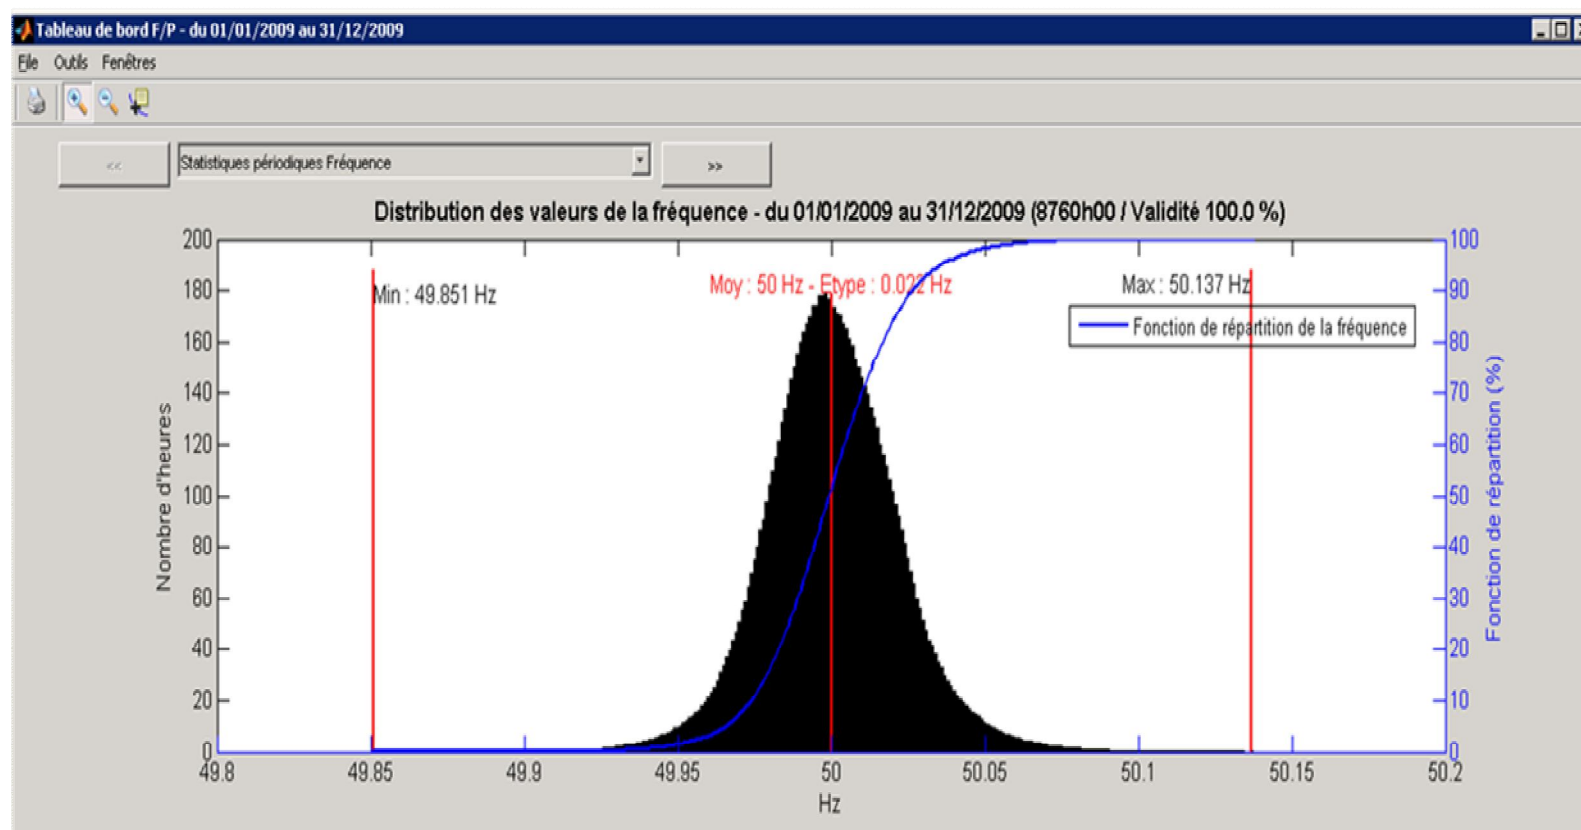 Tableau de bord F/P - du 01/01/2009 au 31/12/2009
File Outils Fenêtres
<< Statistiques périodiques Fréquence >>
Distribution des valeurs de la fréquence - du 01/01/2009 au 31/12/2009 (8760h00 / Validité 100.0 %)
Min : 49.851 Hz
Moy : 50 Hz - Etype : 0.022 Hz
Max : 50.137 Hz
Fonction de répartition de la fréquence
Nombre d'heures
200
180
160
140
120
100
80
60
40
20
0
Fonction de répartition (%)
100
90
80
70
60
50
40
30
20
10
0
49.8 49.85 49.9 49.95 50 50.05 50.1 50.15 50.2
Hz